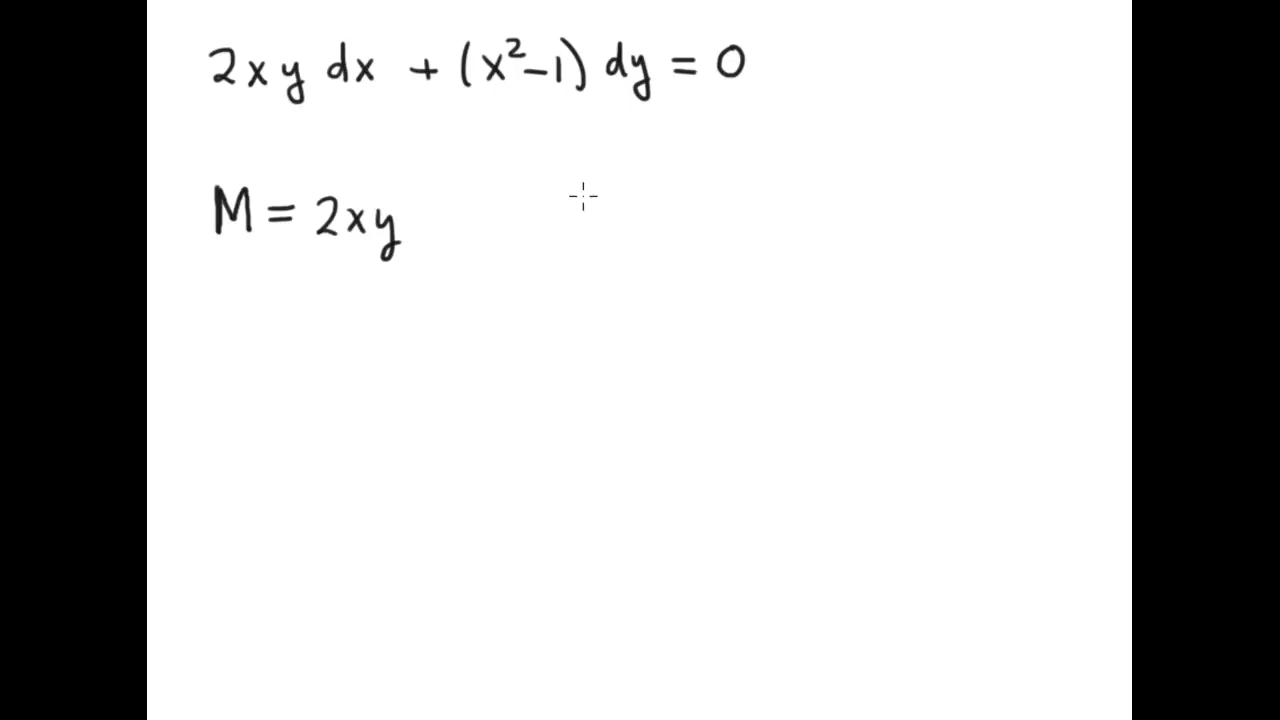 2xy dx + (x²-1) dy = 0
M = 2xy